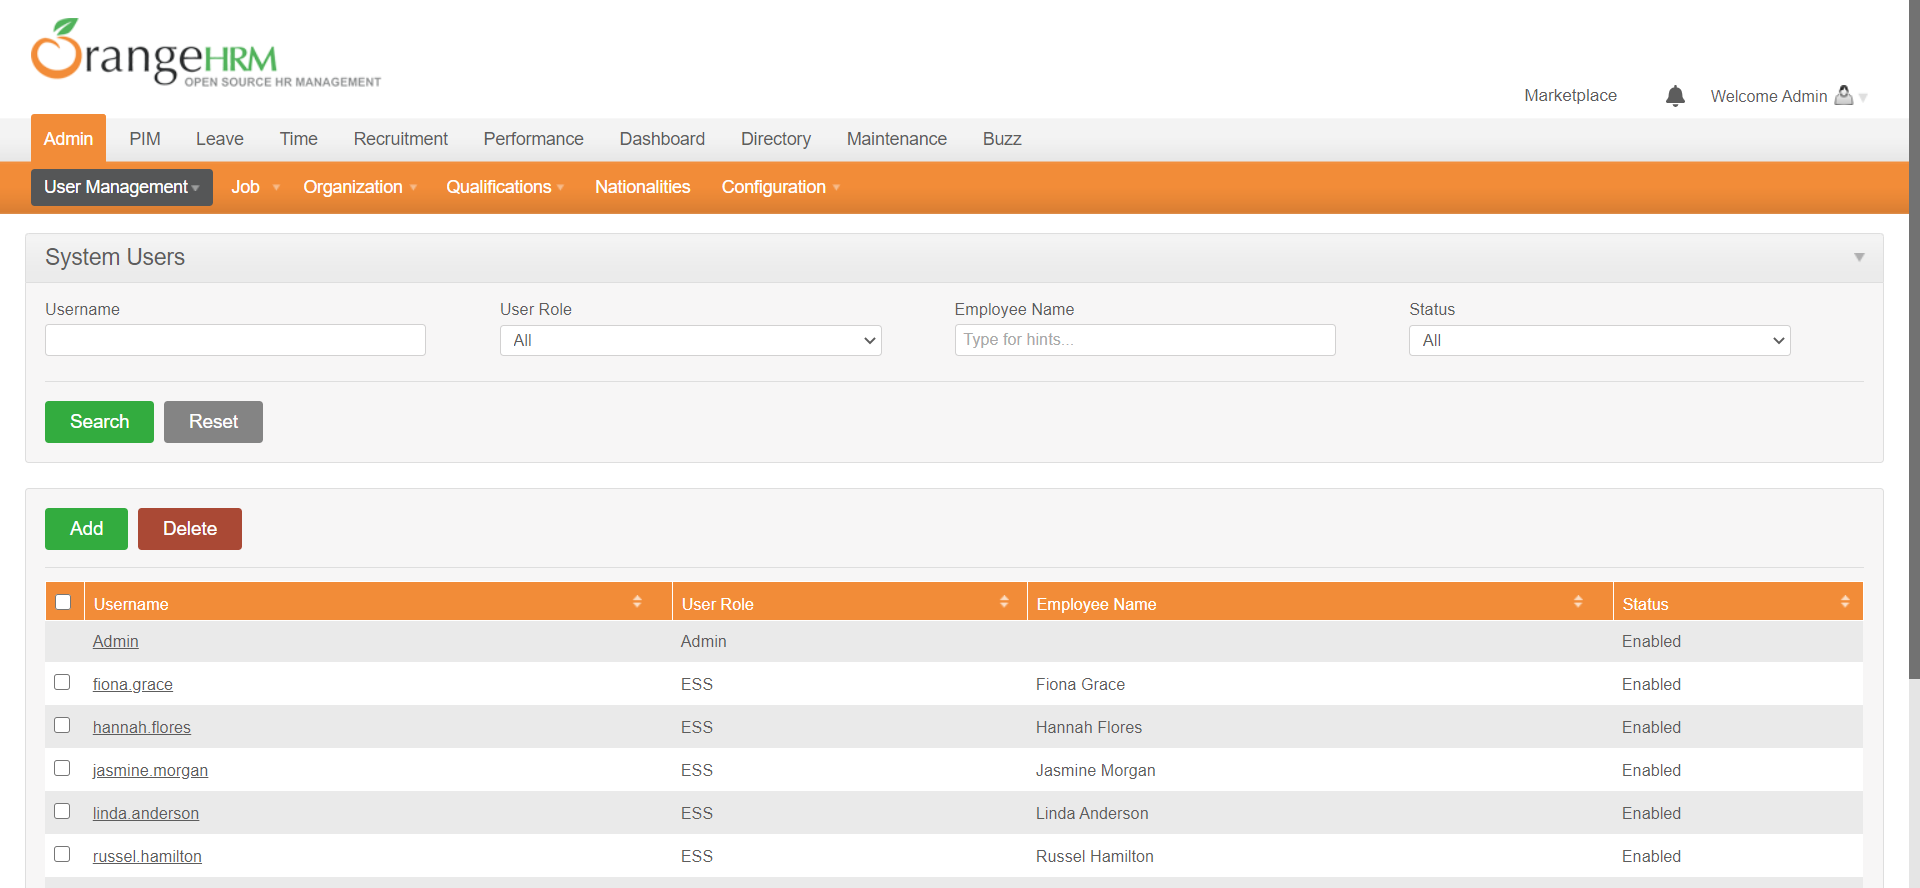 OrangeHRM
OPEN SOURCE HR MANAGEMENT
Marketplace Welcome Admin
Admin PIM Leave Time Recruitment Performance Dashboard Directory Maintenance Buzz
User Management Job Organization Qualifications Nationalities Configuration
System Users
Username User Role Employee Name Status
All Type for hints... All
Search Reset
Add Delete
Username User Role Employee Name Status
Admin Admin Enabled
fiona.grace ESS Fiona Grace Enabled
hannah.flores ESS Hannah Flores Enabled
jasmine.morgan ESS Jasmine Morgan Enabled
linda.anderson ESS Linda Anderson Enabled
russel.hamilton ESS Russel Hamilton Enabled